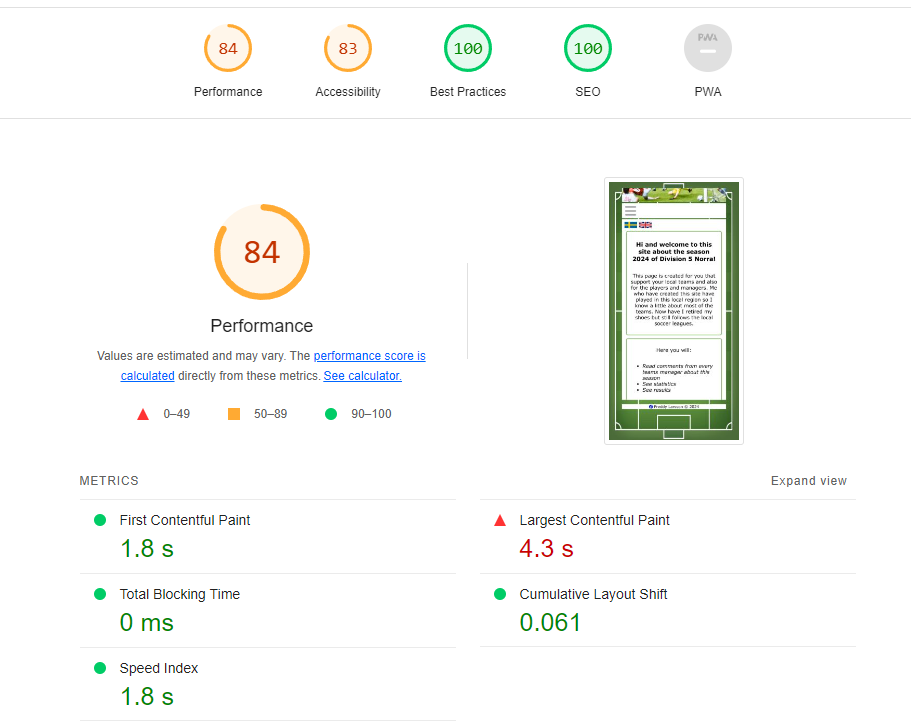 84
83
100
100
PWA
Performance
Accessibility
Best Practices
SEO
PWA
84
Performance
Values are estimated and may vary. The performance score is
calculated directly from these metrics. See calculator.
0–49
50–89
90–100
Hi and welcome to this
site about the season
2024 of Division 5 Norra!
This page is created for you that
support your local teams and also
for the players and managers. Me
who have created this site have
played in this local region so I
know a little about most of the
teams. Now have I retired my
shoes but still follows the local
soccer leagues.
Here you will:
• Read comments from every
teams manager about this
season
• See statistics
• See results
Larsson © 2024
METRICS
Expand view
First Contentful Paint
1.8 s
Largest Contentful Paint
4.3 s
Total Blocking Time
0 ms
Cumulative Layout Shift
0.061
Speed Index
1.8 s